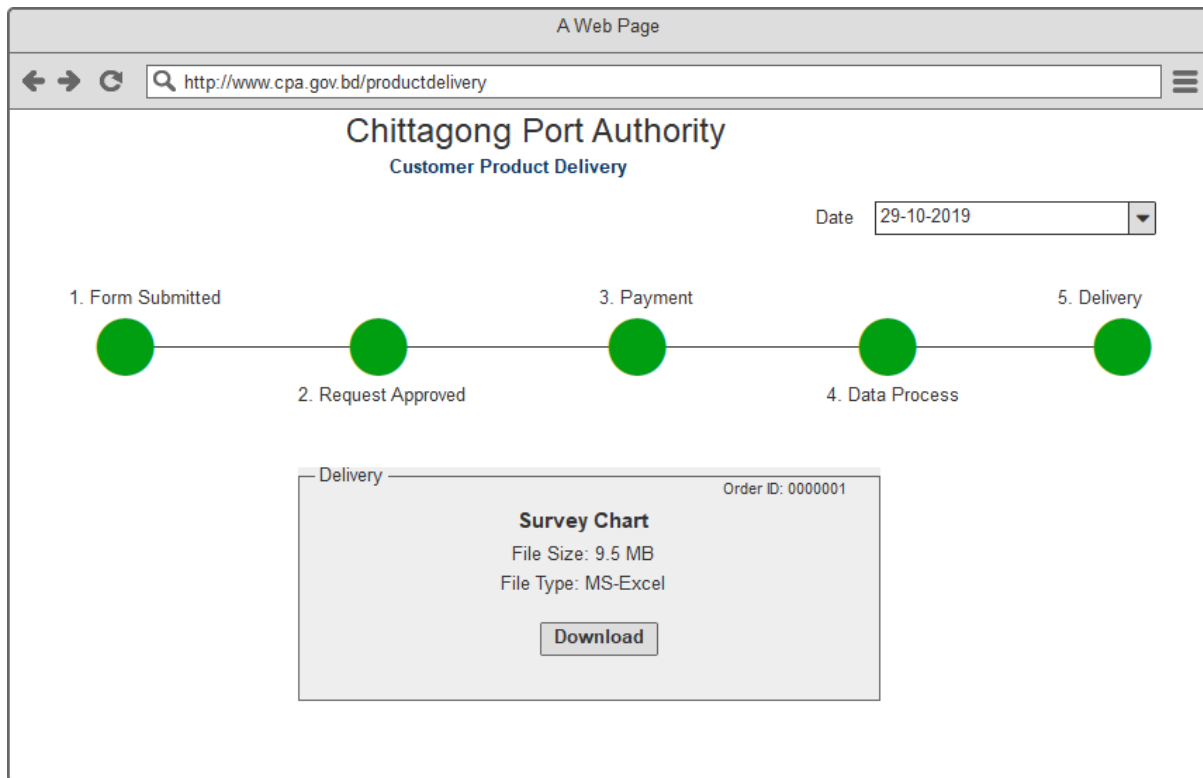 A Web Page
http://www.cpa.gov.bd/productdelivery
Chittagong Port Authority
Customer Product Delivery
Date 29-10-2019
1. Form Submitted
3. Payment
5. Delivery
2. Request Approved
4. Data Process
Delivery
Order ID: 0000001
Survey Chart
File Size: 9.5 MB
File Type: MS-Excel
Download